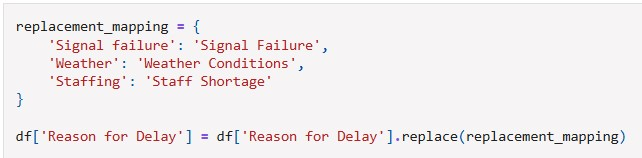 replacement_mapping = {
    'Signal failure': 'Signal Failure',
    'Weather': 'Weather Conditions',
    'Staffing': 'Staff Shortage'
}

df['Reason for Delay'] = df['Reason for Delay'].replace(replacement_mapping)